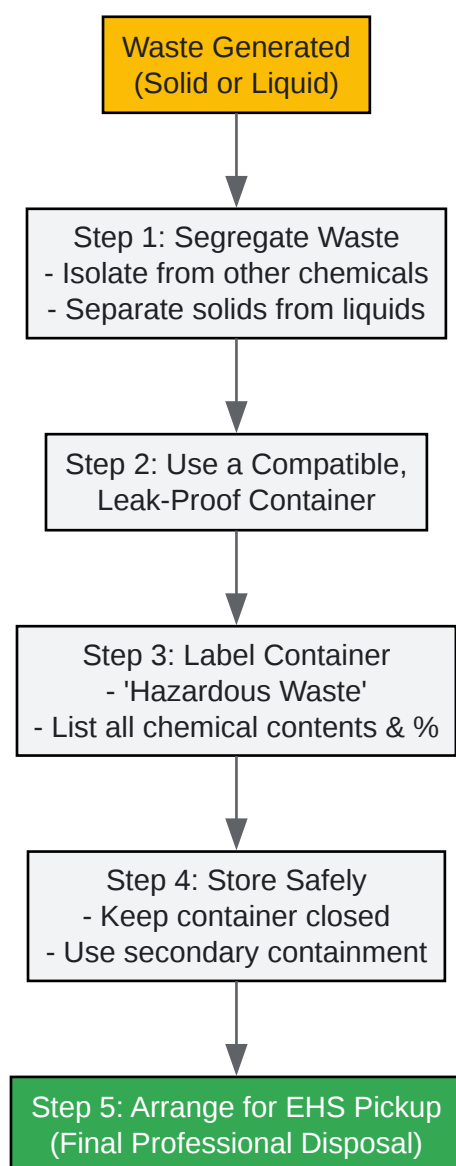 Waste Generated
(Solid or Liquid)
Step 1: Segregate Waste
- Isolate from other chemicals
- Separate solids from liquids
Step 2: Use a Compatible,
Leak-Proof Container
Step 3: Label Container
- 'Hazardous Waste'
- List all chemical contents & %
Step 4: Store Safely
- Keep container closed
- Use secondary containment
Step 5: Arrange for EHS Pickup
(Final Professional Disposal)